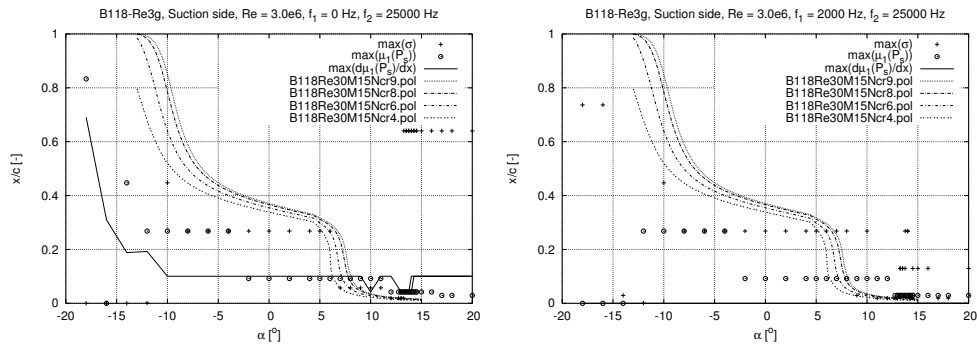 B118-Re3g, Suction side, Re = 3.0e6, f₁ = 0 Hz, f₂ = 25000 Hz
max(σ)
max(μ₁(Pₛ))
max(dμ₁(Pₛ)/dx)
B118Re30M15Ncr9.pol
B118Re30M15Ncr8.pol
B118Re30M15Ncr6.pol
B118Re30M15Ncr4.pol
x/c [-]
1
0.8
0.6
0.4
0.2
0
-20 -15 -10 -5 0 5 10 15 20
α [°]
B118-Re3g, Suction side, Re = 3.0e6, f₁ = 2000 Hz, f₂ = 25000 Hz
max(σ)
max(μ₁(Pₛ))
max(dμ₁(Pₛ)/dx)
B118Re30M15Ncr9.pol
B118Re30M15Ncr8.pol
B118Re30M15Ncr6.pol
B118Re30M15Ncr4.pol
x/c [-]
1
0.8
0.6
0.4
0.2
0
-20 -15 -10 -5 0 5 10 15 20
α [°]